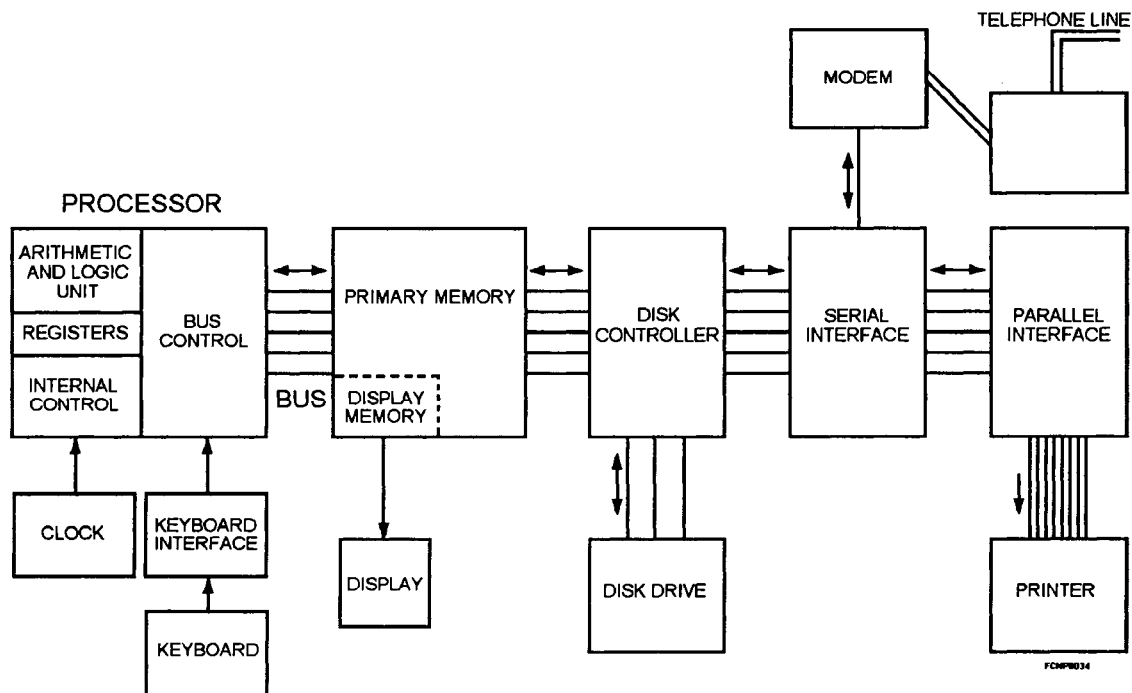 TELEPHONE LINE
MODEM
PROCESSOR
ARITHMETIC
AND LOGIC
UNIT
REGISTERS
INTERNAL
CONTROL
BUS
CONTROL
BUS
PRIMARY MEMORY
DISPLAY
MEMORY
DISK
CONTROLLER
SERIAL
INTERFACE
PARALLEL
INTERFACE
CLOCK
KEYBOARD
INTERFACE
KEYBOARD
DISPLAY
DISK DRIVE
PRINTER